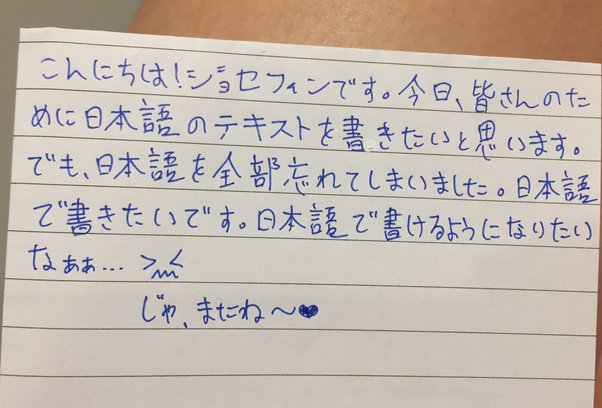 こんにちは！ジョセフィンです。今日、皆さんのた
めに日本語のテキストを書きたいと思います。
でも、日本語を全部忘れてしまいました。日本語
で書きたいです。日本語で書けるようになりたい
なぁぁ... >_m_<
じゃ、またね～♥